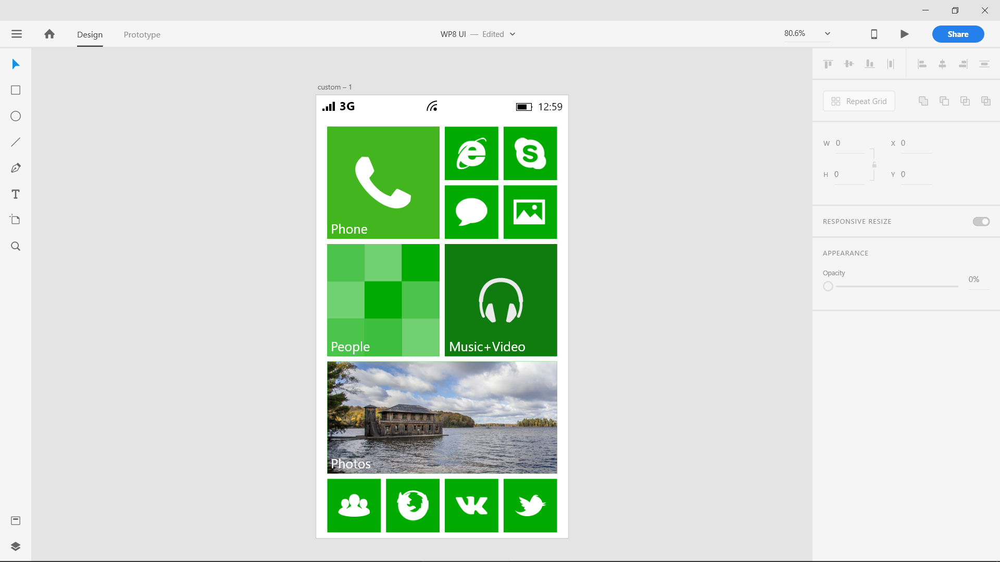 Design
Prototype
WP8 UI — Edited
80.6%
Share
custom – 1
3G
12:59
Phone
People
Music+Video
Photos
Repeat Grid
W 0
X 0
H 0
Y 0
RESPONSIVE RESIZE
APPEARANCE
Opacity
0%